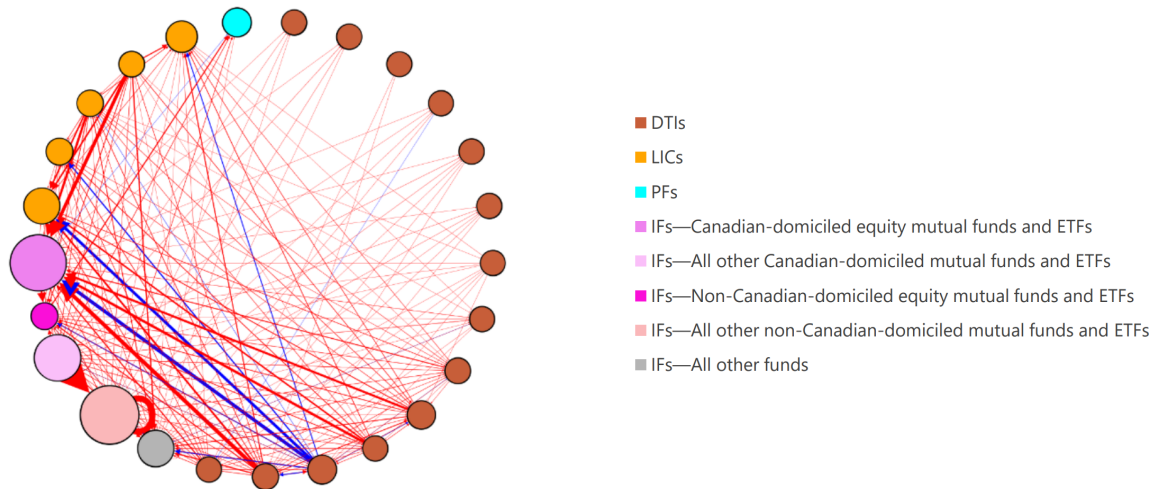 DTIs
LICs
PFs
IFs—Canadian-domiciled equity mutual funds and ETFs
IFs—All other Canadian-domiciled mutual funds and ETFs
IFs—Non-Canadian-domiciled equity mutual funds and ETFs
IFs—All other non-Canadian-domiciled mutual funds and ETFs
IFs—All other funds